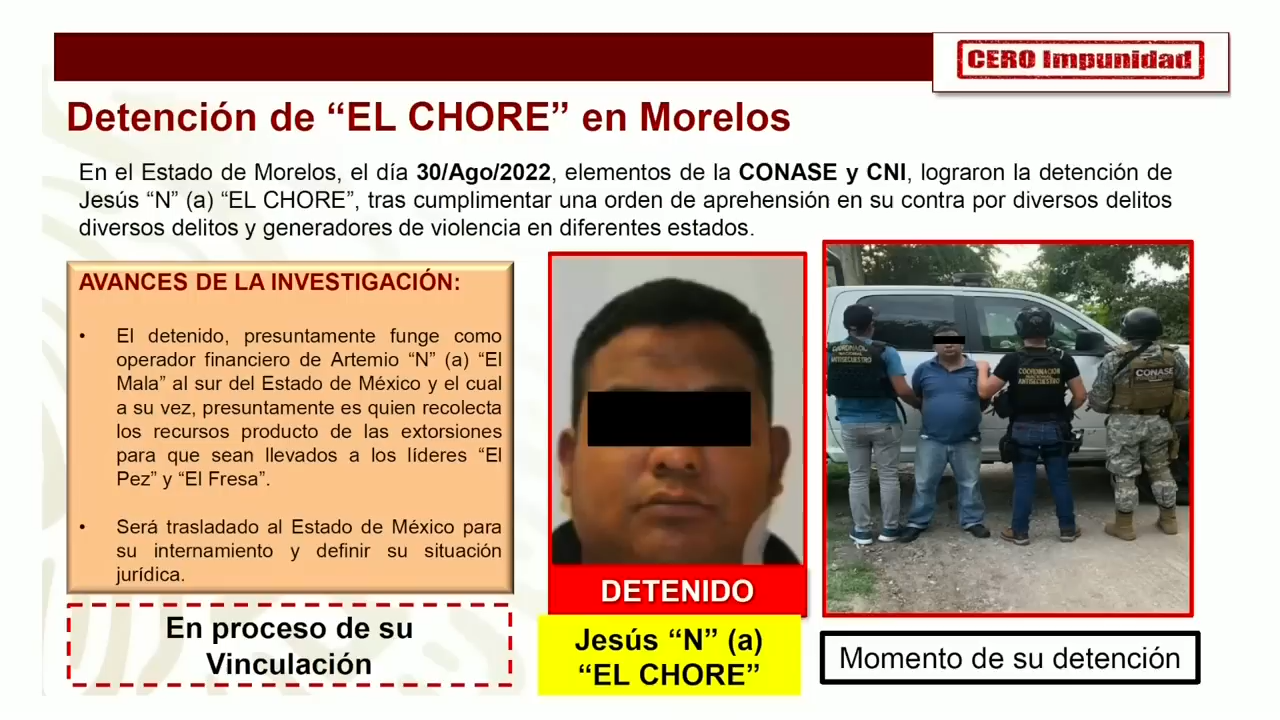 CERO Impunidad
Detención de “EL CHORE” en Morelos
En el Estado de Morelos, el día 30/Ago/2022, elementos de la CONASE y CNI, lograron la detención de
Jesús “N” (a) “EL CHORE”, tras cumplimentar una orden de aprehensión en su contra por diversos delitos
diversos delitos y generadores de violencia en diferentes estados.
AVANCES DE LA INVESTIGACIÓN:
• El detenido, presuntamente funge como
operador financiero de Artemio “N” (a) “El
Mala” al sur del Estado de México y el cual
a su vez, presuntamente es quien recolecta
los recursos producto de las extorsiones
para que sean llevados a los líderes “El
Pez” y “El Fresa”.
• Será trasladado al Estado de México para
su internamiento y definir su situación
jurídica.
En proceso de su
Vinculación
DETENIDO
Jesús “N” (a)
“EL CHORE”
COORDINACIÓN
NACIONAL
ANTISECUESTRO
COORDINACION
NACIONAL
ANTISECUESTRO
CONASE
Momento de su detención